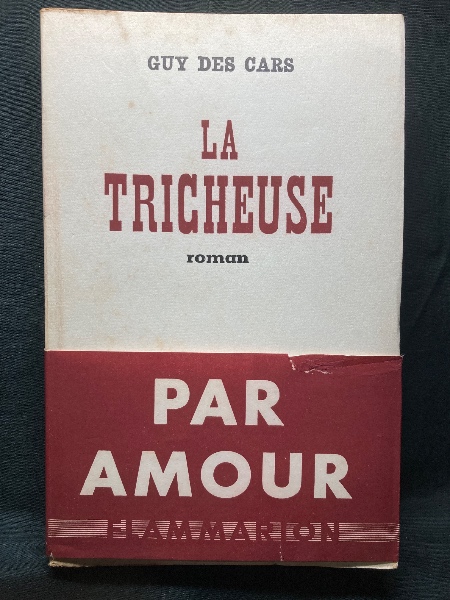 GUY DES CARS
LA
TRICHEUSE
roman
PAR
AMOUR
FLAMMARION